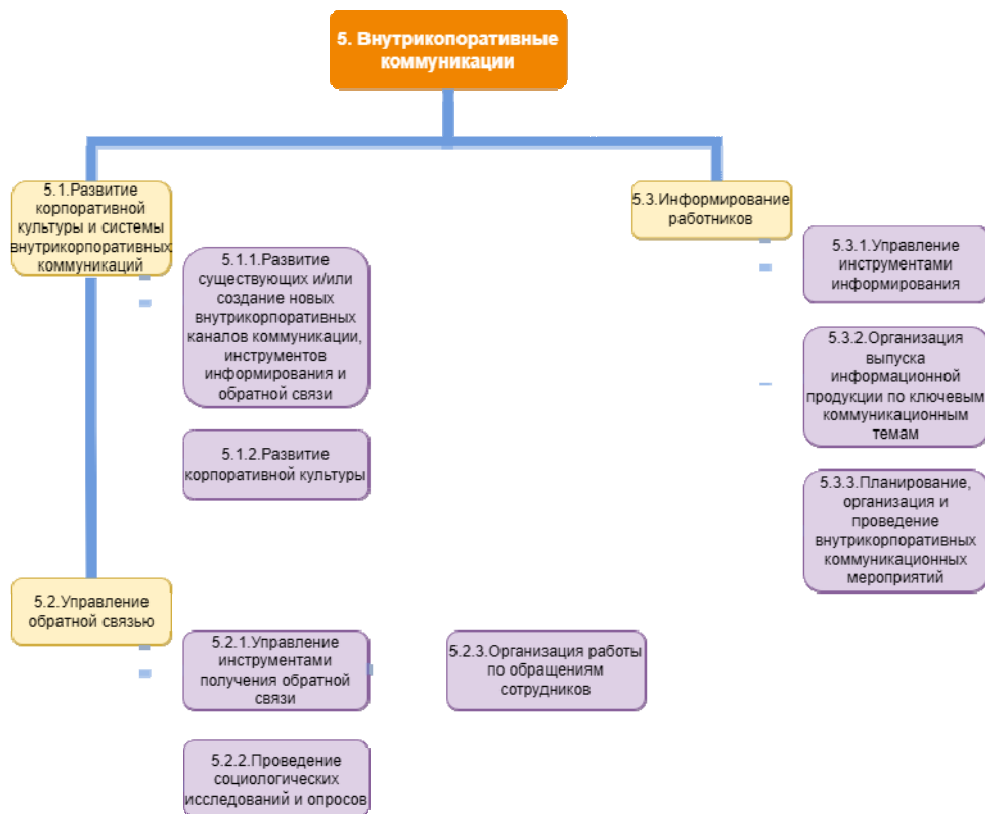 5. Внутрикопоративные
коммуникации
5.1.Развитие
корпоративной
культуры и системы
внутрикорпоративных
коммуникаций
5.1.1.Развитие
существующих и/или
создание новых
внутрикорпоративных
каналов коммуникации,
инструментов
информирования и
обратной связи
5.1.2.Развитие
корпоративной культуры
5.2.Управление
обратной связью
5.2.1.Управление
инструментами
получения обратной
связи
5.2.2.Проведение
социологических
исследований и опросов
5.2.3.Организация работы
по обращениям
сотрудников
5.3.Информирование
работников
5.3.1.Управление
инструментами
информирования
5.3.2.Организация
выпуска
информационной
продукции по ключевым
коммуникационным
темам
5.3.3.Планирование,
организация и
проведение
внутрикорпоративных
коммуникационных
мероприятий